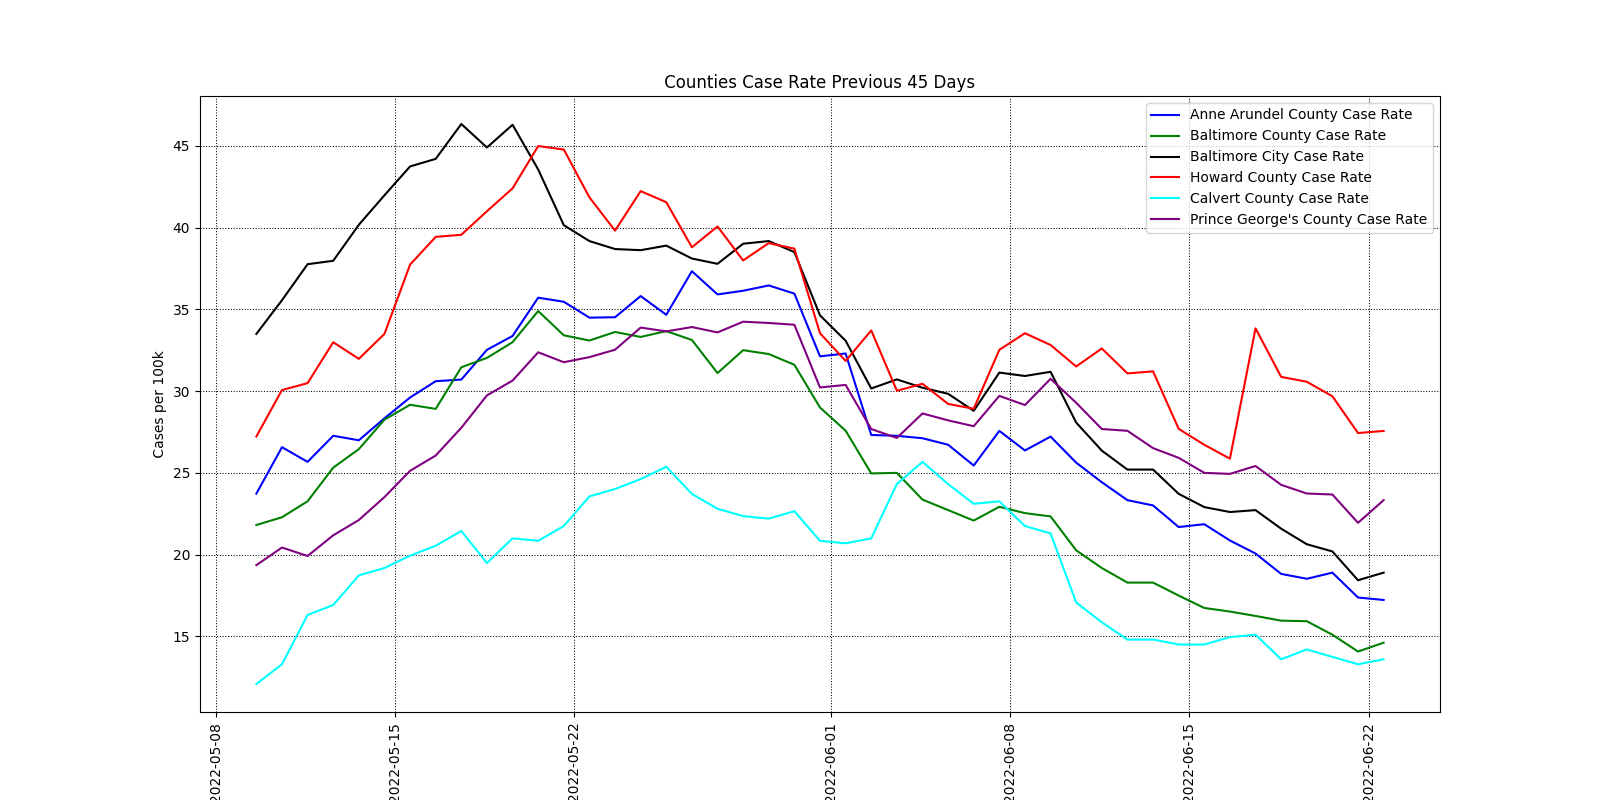 Counties Case Rate Previous 45 Days
Anne Arundel County Case Rate
Baltimore County Case Rate
Baltimore City Case Rate
Howard County Case Rate
Calvert County Case Rate
Prince George's County Case Rate
Cases per 100k
45
40
35
30
25
20
15
2022-05-08
2022-05-15
2022-05-22
2022-06-01
2022-06-08
2022-06-15
2022-06-22